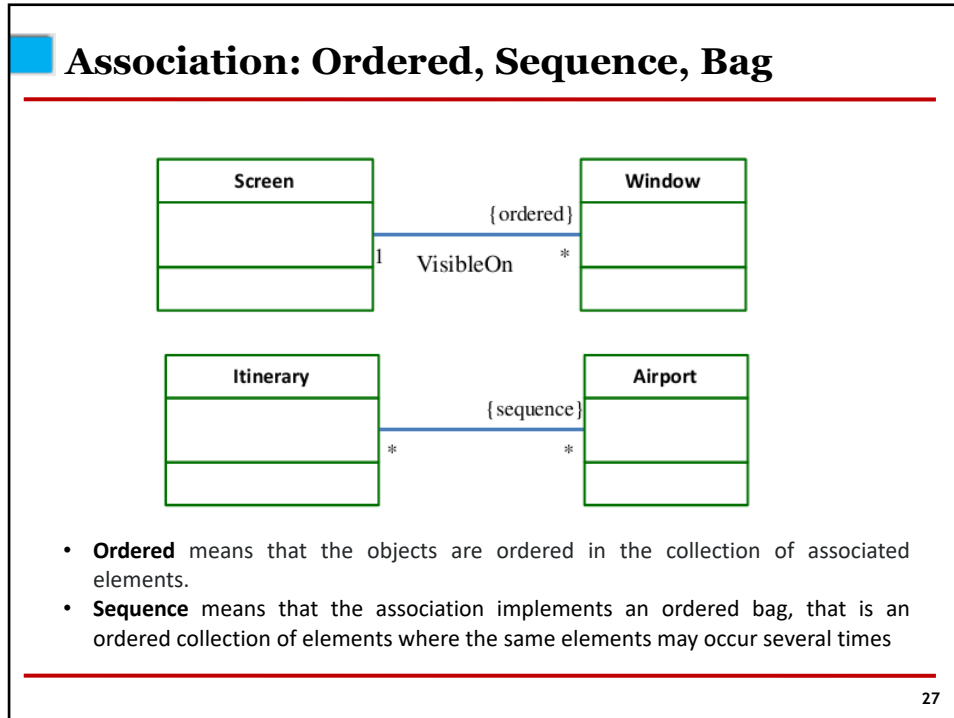 Association: Ordered, Sequence, Bag
Screen
Window
{ordered}
1
VisibleOn
*
Itinerary
Airport
{sequence}
*
*
• Ordered means that the objects are ordered in the collection of associated
elements.
• Sequence means that the association implements an ordered bag, that is an
ordered collection of elements where the same elements may occur several times
27